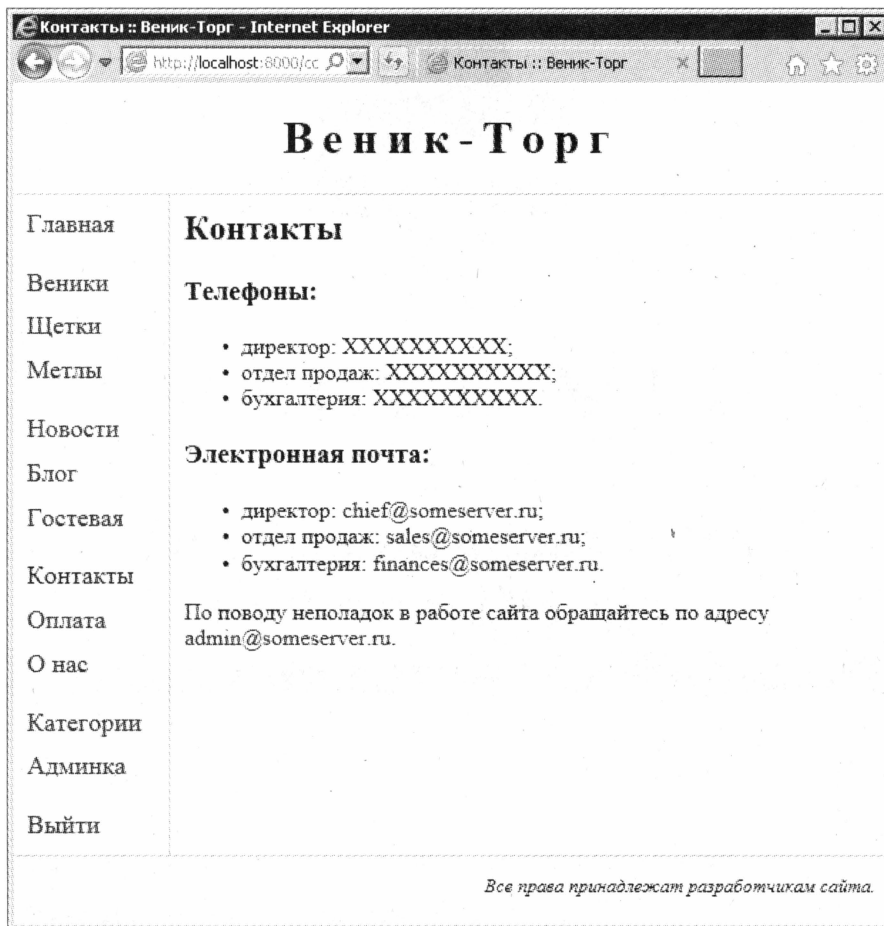 Контакты :: Веник-Торг - Internet Explorer
http://localhost:8000/cc
Контакты :: Веник-Торг
Веник-Торг
Главная
Веники
Щетки
Метлы
Новости
Блог
Гостевая
Контакты
Оплата
О нас
Категории
Админка
Выйти
Контакты
Телефоны:
• директор: XXXXXXXXXX;
• отдел продаж: XXXXXXXXXX;
• бухгалтерия: XXXXXXXXXX.
Электронная почта:
• директор: chief@someserver.ru;
• отдел продаж: sales@someserver.ru;
• бухгалтерия: finances@someserver.ru.
По поводу неполадок в работе сайта обращайтесь по адресу
admin@someserver.ru.
Все права принадлежат разработчикам сайта.